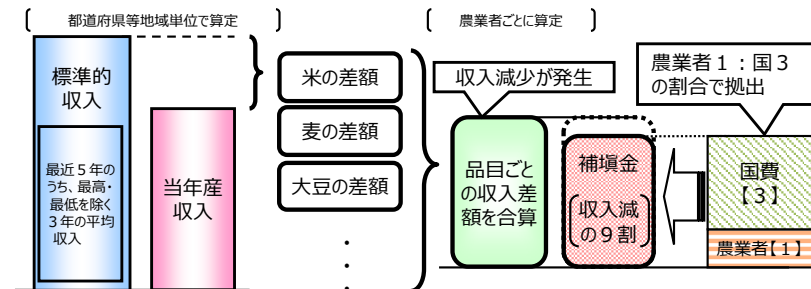 都道府県等地域単位で算定
農業者ごとに算定
標準的
収入
最近５年の
うち、最高・
最低を除く
３年の平均
収入
当年産
収入
米の差額
麦の差額
大豆の差額
・
・
・
収入減少が発生
品目ごと
の収入差
額を合算
補塡金
収入減
の９割
農業者１：国３
の割合で拠出
国費
【３】
農業者【１】